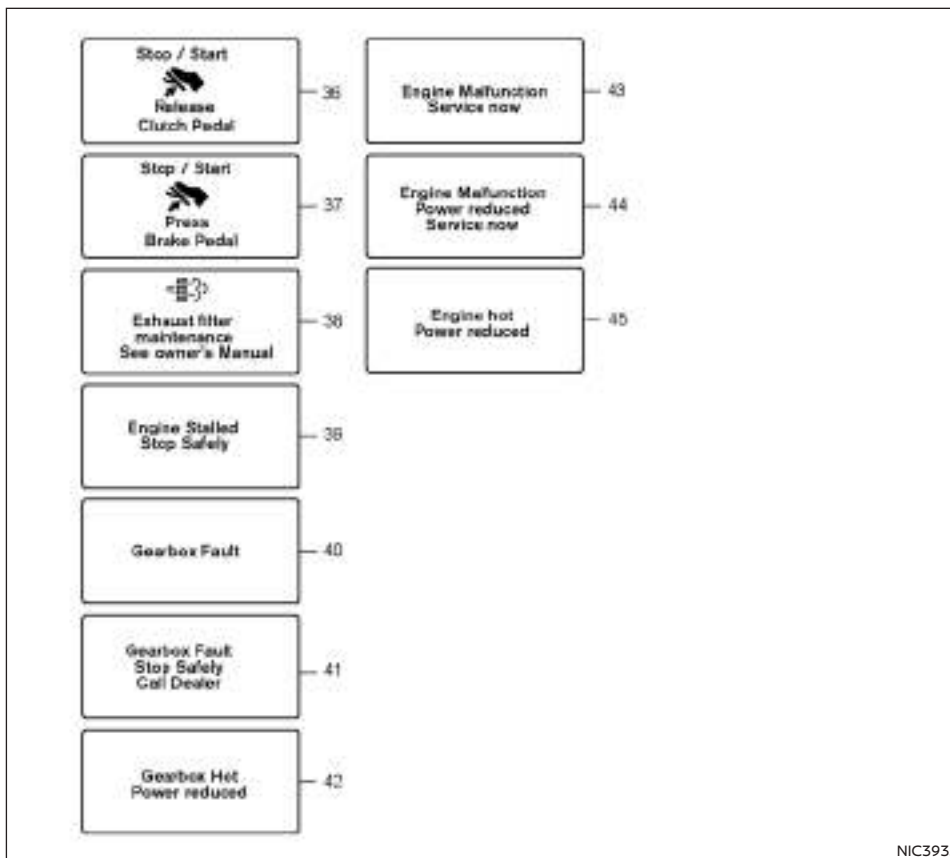 Stop / Start
Release
Clutch Pedal
36
Stop / Start
Press
Brake Pedal
37
Exhaust filter
maintenance
See owner's Manual
38
Engine Stalled
Stop Safely
39
Gearbox Fault
40
Gearbox Fault
Stop Safely
Call Dealer
41
Gearbox Hot
Power reduced
42
Engine Malfunction
Service now
43
Engine Malfunction
Power reduced
Service now
44
Engine hot
Power reduced
45
NIC393